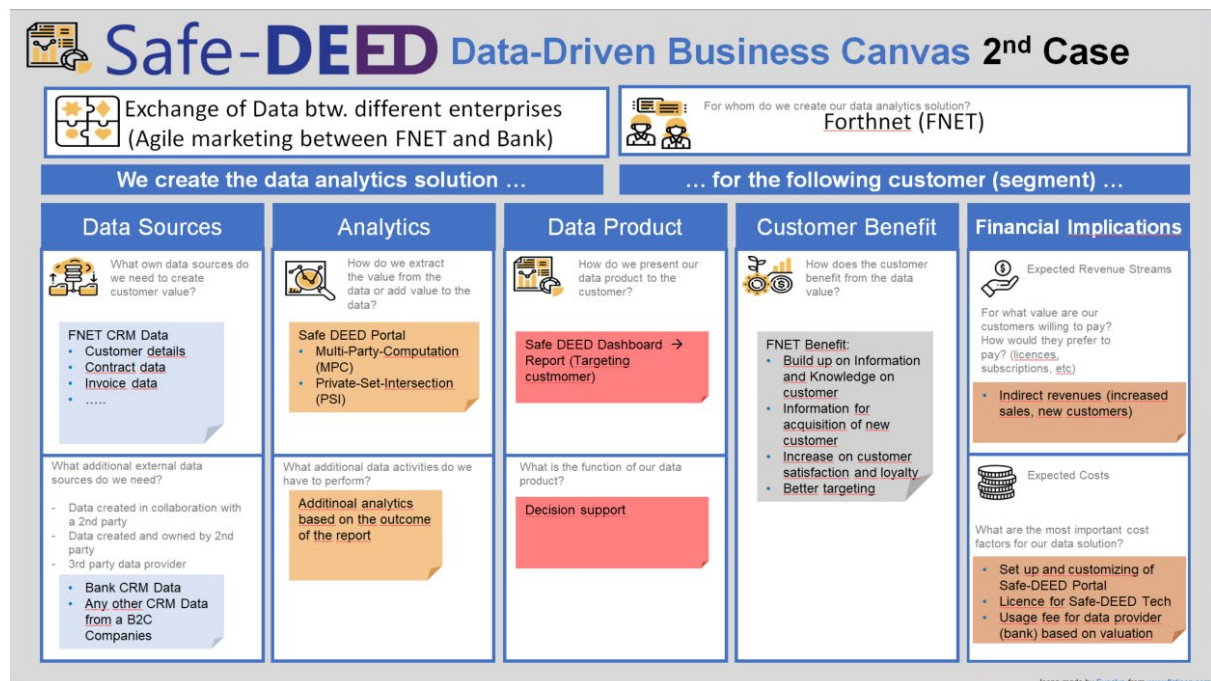 Safe-DEED Data-Driven Business Canvas 2nd Case
Exchange of Data btw. different enterprises
(Agile marketing between FNET and Bank)
For whom do we create our data analytics solution?
Forthnet (FNET)
We create the data analytics solution ...
... for the following customer (segment) ...
Data Sources
What own data sources do
we need to create
customer value?
FNET CRM Data
• Customer details
• Contract data
• Invoice data
• .....
What additional external data
sources do we need?
- Data created in collaboration with
a 2nd party
- Data created and owned by 2nd
party
- 3rd party data provider
• Bank CRM Data
• Any other CRM Data
from a B2C
Companies
Analytics
How do we extract
the value from the
data or add value to the
data?
Safe DEED Portal
• Multi-Party-Computation
(MPC)
• Private-Set-Intersection
(PSI)
What additional data activities do we
have to perform?
Additinoal analytics
based on the outcome
of the report
Data Product
How do we present our
data product to the
customer?
Safe DEED Dashboard →
Report (Targeting
custmomer)
What is the function of our data
product?
Decision support
Customer Benefit
How does the customer
benefit from the data
value?
FNET Benefit:
• Build up on Information
and Knowledge on
customer
• Information for
acquisition of new
customer
• Increase on customer
satisfaction and loyalty
• Better targeting
Financial Implications
Expected Revenue Streams
For what value are our
customers willing to pay?
How would they prefer to
pay? (licences,
subscriptions, etc)
• Indirect revenues (increased
sales, new customers)
Expected Costs
What are the most important cost
factors for our data solution?
• Set up and customizing of
Safe-DEED Portal
• Licence for Safe-DEED Tech
• Usage fee for data provider
(bank) based on valuation